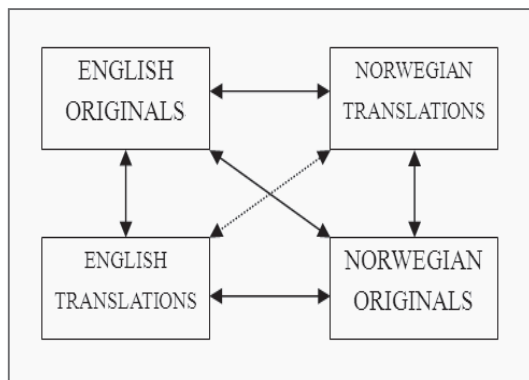 ENGLISH
ORIGINALS
NORWEGIAN
TRANSLATIONS
ENGLISH
TRANSLATIONS
NORWEGIAN
ORIGINALS